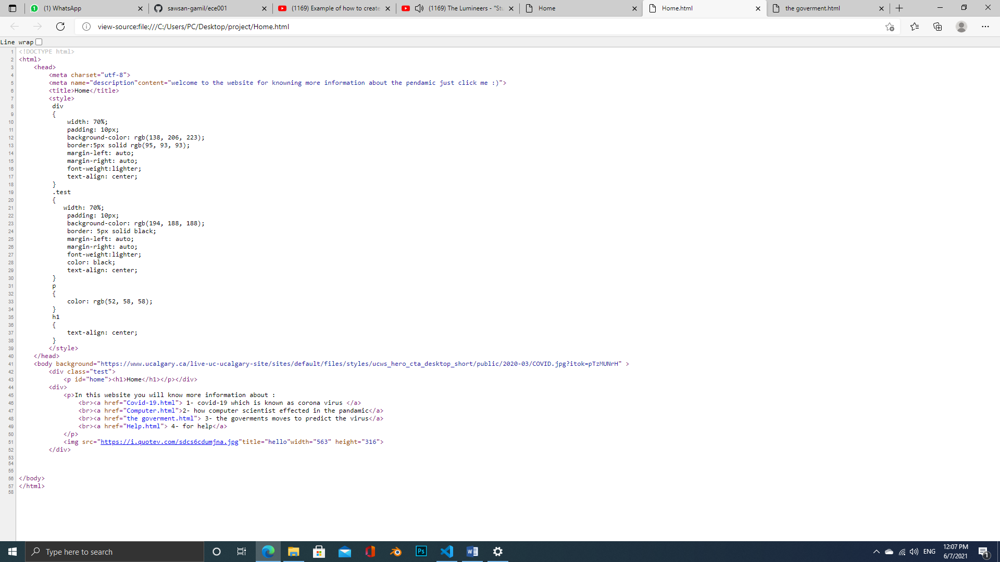 (1) WhatsApp
sawsan-gamil/ece001
(1169) Example of how to create
(1169) The Lumineers - "Stu
Home
Home.html
the goverment.html
view-source:file:///C:/Users/PC/Desktop/project/Home.html
Line wrap
1 <!DOCTYPE html>
2 <html>
3 <head>
4 <meta charset="utf-8">
5 <meta name="description"content="welcome to the website for knowning more information about the pendamic just click me :)">
6 <title>Home</title>
7 <style>
8 div
9 {
10 width: 70%;
11 padding: 10px;
12 background-color: rgb(138, 206, 223);
13 border:5px solid rgb(95, 93, 93);
14 margin-left: auto;
15 margin-right: auto;
16 font-weight:lighter;
17 text-align: center;
18 }
19 .test
20 {
21 width: 70%;
22 padding: 10px;
23 background-color: rgb(194, 188, 188);
24 border: 5px solid black;
25 margin-left: auto;
26 margin-right: auto;
27 font-weight:lighter;
28 color: black;
29 text-align: center;
30 }
31 p
32 {
33 color: rgb(52, 58, 58);
34 }
35 h1
36 {
37 text-align: center;
38 }
39 </style>
40 </head>
41 <body background="https://www.ucalgary.ca/live-uc-ucalgary-site/sites/default/files/styles/ucws_hero_cta_desktop_short/public/2020-03/COVID.jpg?itok=pTzMUNrH" >
42 <div class="test">
43 <p id="home"><h1>Home</h1></p></div>
44 <div>
45 <p>In this website you will know more information about :
46 <br><a href="Covid-19.html"> 1- covid-19 which is known as corona virus </a>
47 <br><a href="Computer.html">2- how computer scientist effected in the pandamic</a>
48 <br><a href="the goverment.html"> 3- the goverments moves to predict the virus</a>
49 <br><a href="Help.html"> 4- for help</a>
50 </p>
51 <img src="https://i.quotev.com/sdcs6cdumjna.jpg"title="hello"width="563" height="316">
52 </div>
53
54
55
56 </body>
57 </html>
58
Type here to search
Ps
ENG
12:07 PM
6/7/2021
1